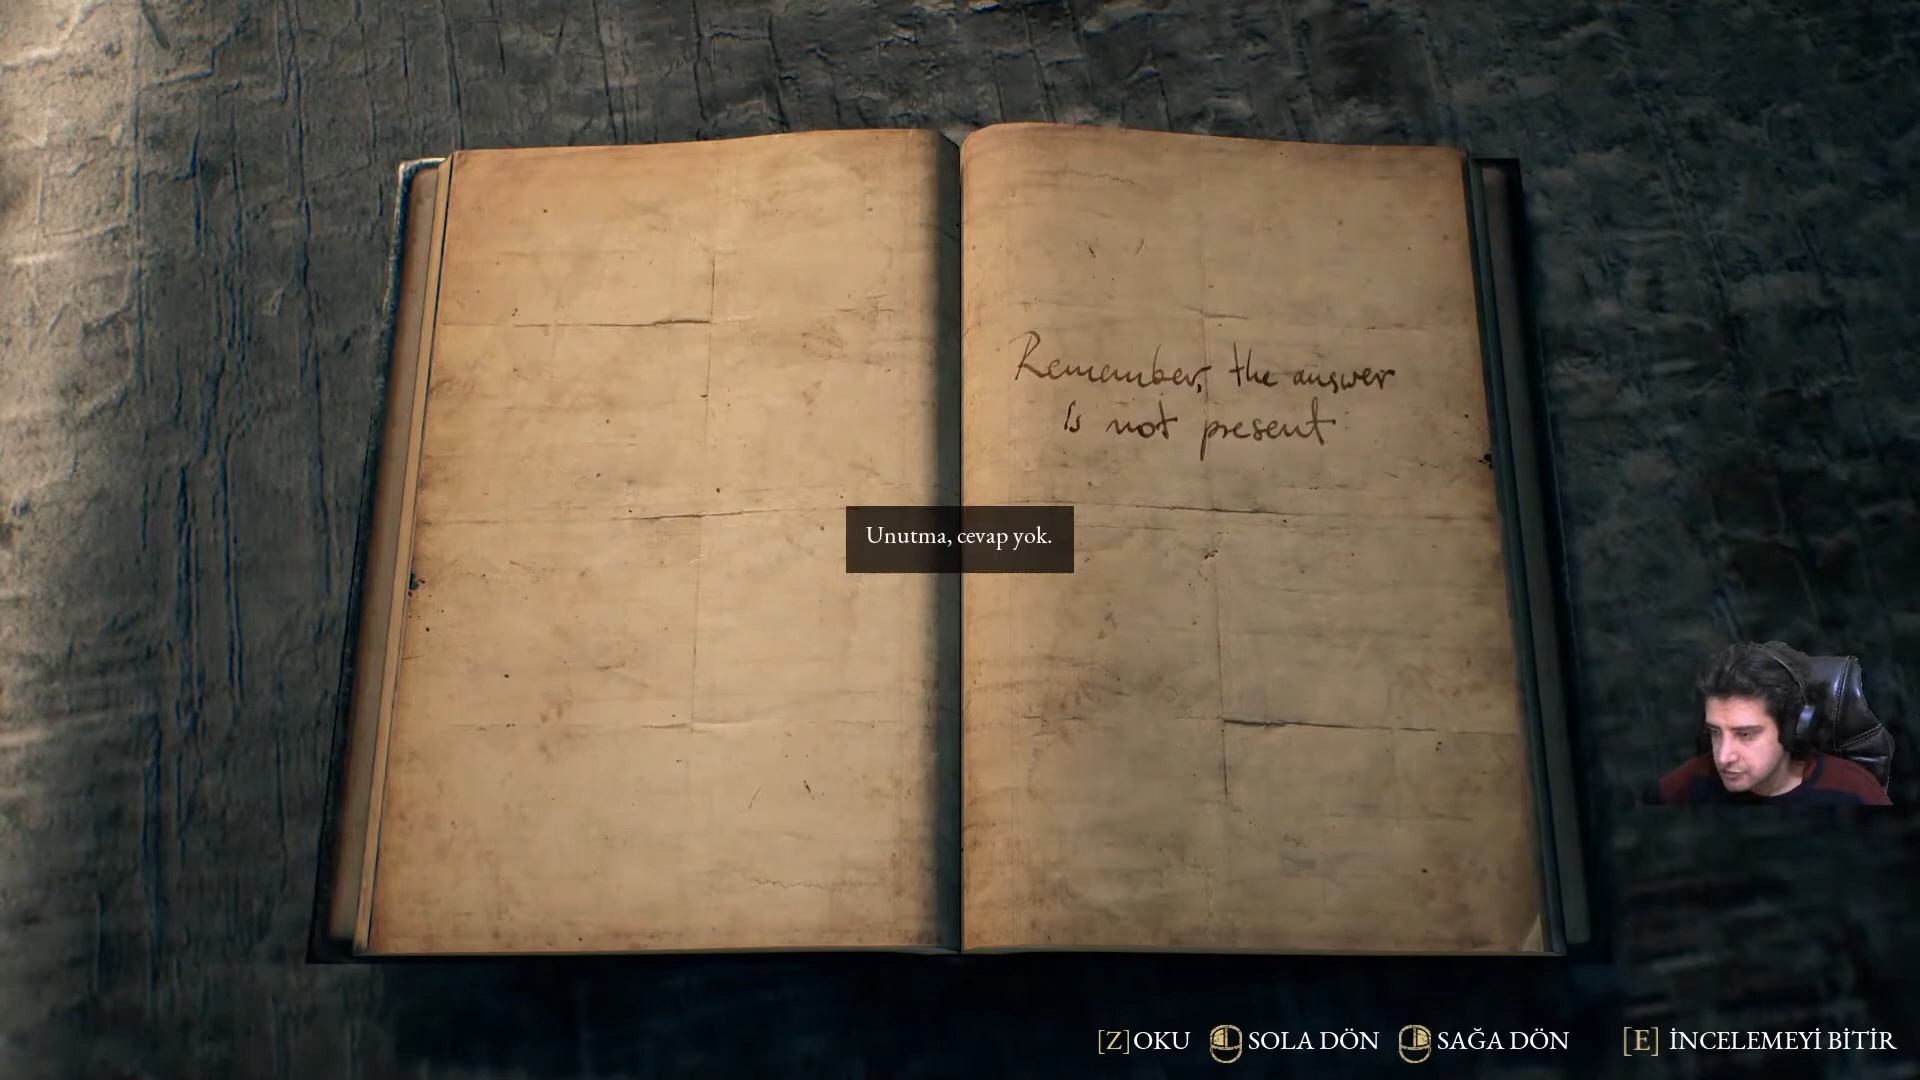 Remember, the answer
is not present
Unutma, cevap yok.
[Z] OKU SOLA DÖN SAĞA DÖN [E] İNCELEMEYİ BİTİR